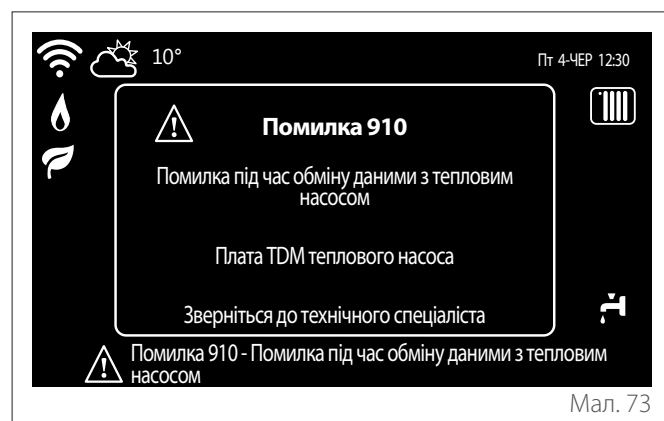 10°
Пт 4-ЧЕР 12:30
Помилка 910
Помилка під час обміну даними з тепловим
насосом
Плата TDM теплового насоса
Зверніться до технічного спеціаліста
Помилка 910 - Помилка під час обміну даними з тепловим
насосом
Мал. 73